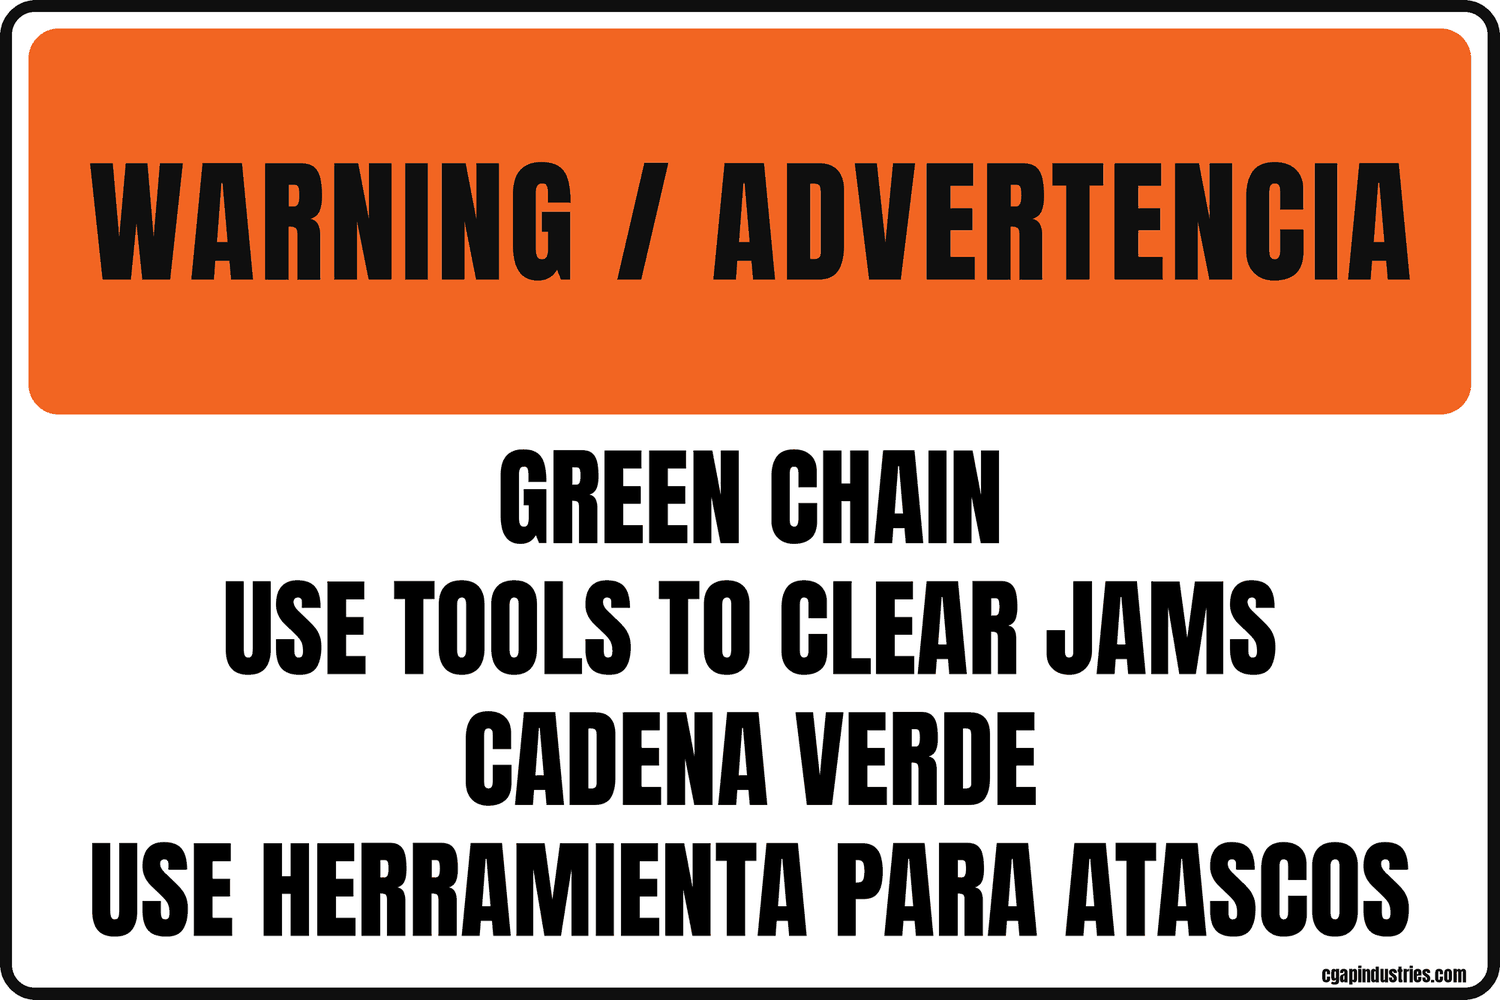 WARNING / ADVERTENCIA
GREEN CHAIN
USE TOOLS TO CLEAR JAMS
CADENA VERDE
USE HERRAMIENTA PARA ATASCOS
cgapindustries.com